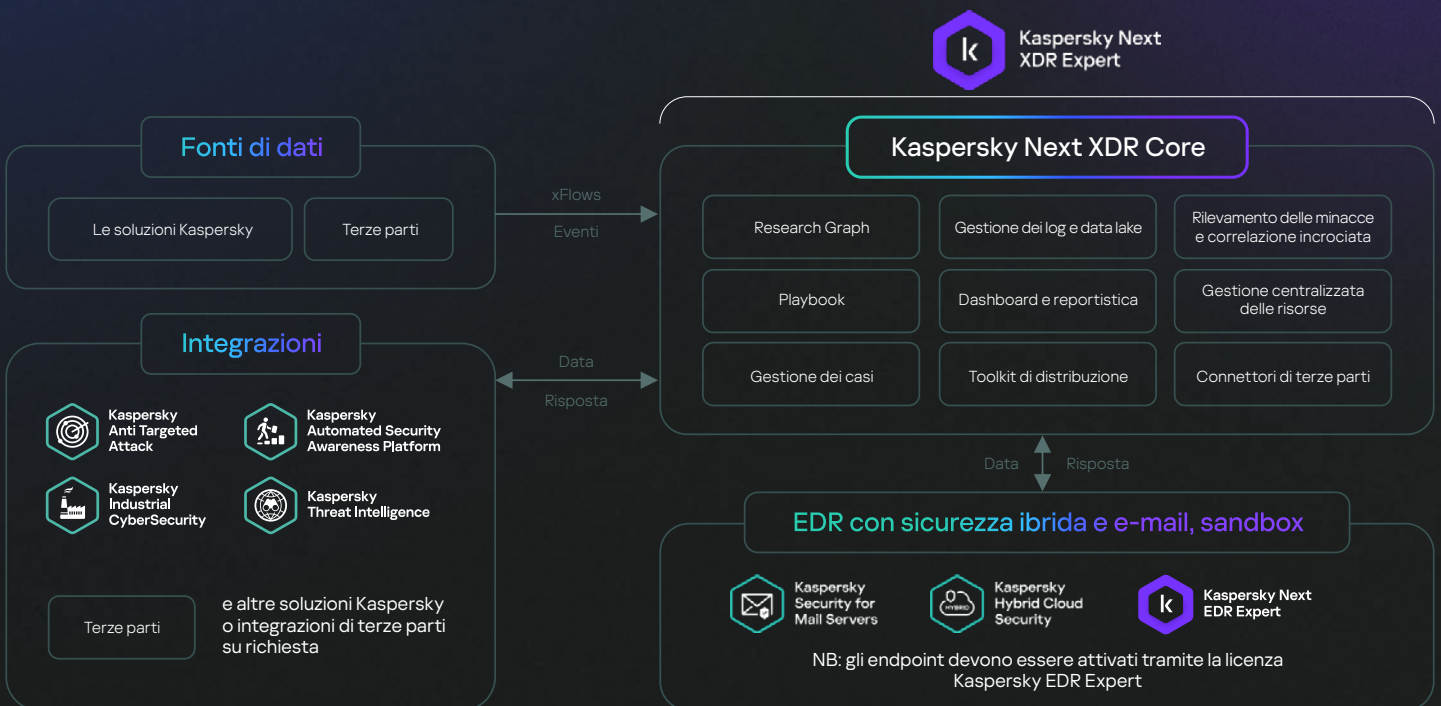 Kaspersky Next
XDR Expert
Fonti di dati
Le soluzioni Kaspersky
Terze parti
xFlows
Eventi
Kaspersky Next XDR Core
Research Graph
Gestione dei log e data lake
Rilevamento delle minacce
e correlazione incrociata
Playbook
Dashboard e reportistica
Gestione centralizzata
delle risorse
Gestione dei casi
Toolkit di distribuzione
Connettori di terze parti
Integrazioni
Kaspersky
Anti Targeted
Attack
Kaspersky
Automated Security
Awareness Platform
Kaspersky
Industrial
CyberSecurity
Kaspersky
Threat Intelligence
Terze parti
e altre soluzioni Kaspersky
o integrazioni di terze parti
su richiesta
Data
Risposta
Data
Risposta
EDR con sicurezza ibrida e e-mail, sandbox
Kaspersky
Security for
Mail Servers
HYBRID
Kaspersky
Hybrid Cloud
Security
Kaspersky Next
EDR Expert
NB: gli endpoint devono essere attivati tramite la licenza
Kaspersky EDR Expert